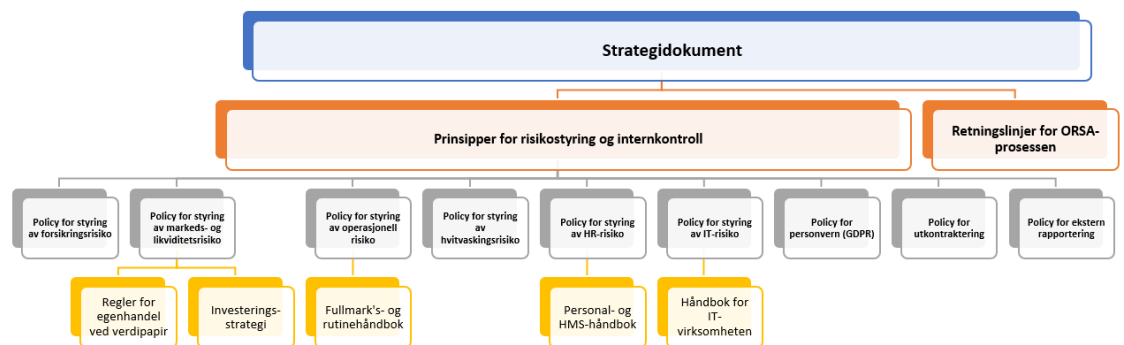 Strategidokument
Prinsipper for risikostyring og internkontroll
Retningslinjer for ORSA-
prosessen
Policy for styring
av forsikringsrisiko
Policy for styring
av markeds- og
likviditetsrisiko
Policy for styring
av operasjonell
risiko
Policy for styring
av hvitvaskingsrisiko
Policy for styring
av HR-risiko
Policy for styring
av IT-risiko
Policy for
personvern (GDPR)
Policy for
utkontraktering
Policy for ekstern
rapportering
Regler for
egenhandel
ved verdipapir
Investerings-
strategi
Fullmark's- og
rutinehåndbok
Personal- og
HMS-håndbok
Håndbok for
IT-
virksomheten